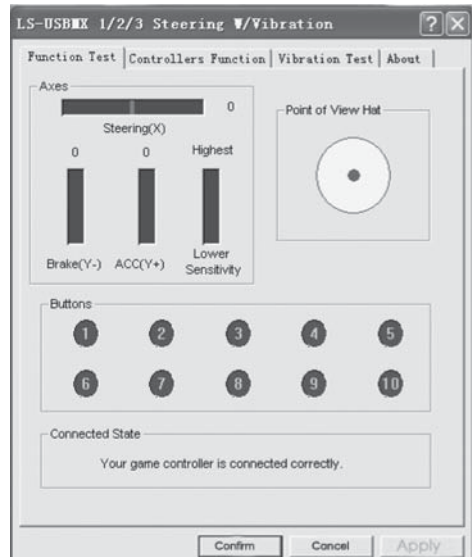 LS-USBMX 1/2/3 Steering W/Vibration ? X
Function Test Controllers Function Vibration Test About
Axes
0
Steering(X)
Point of View Hat
0 0 Highest
Brake(Y-) ACC(Y+) Lower
Sensitivity
Buttons
1 2 3 4 5
6 7 8 9 10
Connected State
Your game controller is connected correctly.
Confirm Cancel Apply